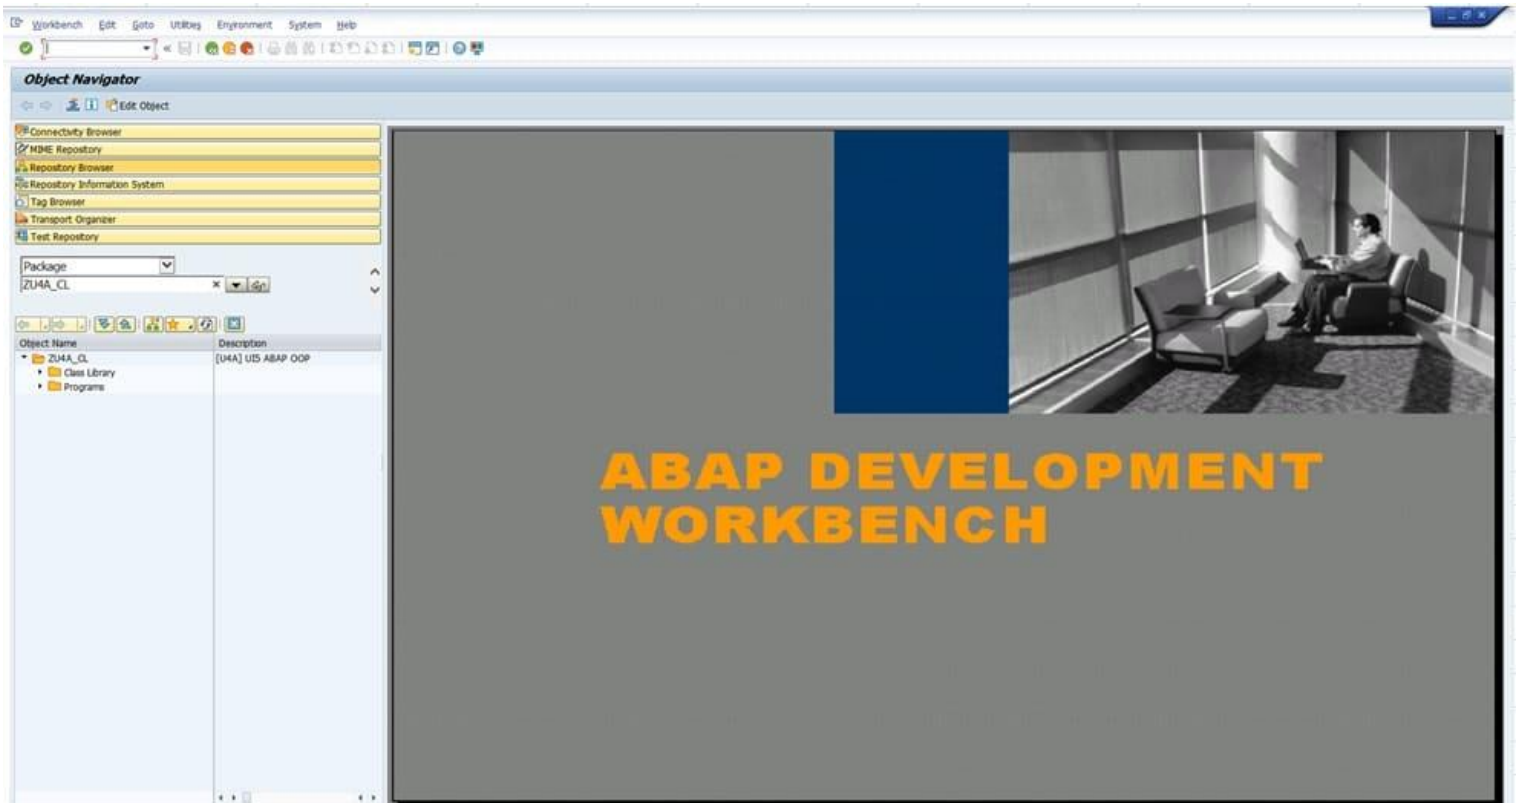 Workbench Edit Goto Utilities Environment System Help
Object Navigator
Edit Object
Connectivity Browser
MIME Repository
Repository Browser
Repository Information System
Tag Browser
Transport Organizer
Test Repository
Package
ZU4A_CL
Object Name Description
ZU4A_CL [U4A] UI5 ABAP OOP
Class Library
Programs
ABAP DEVELOPMENT
WORKBENCH